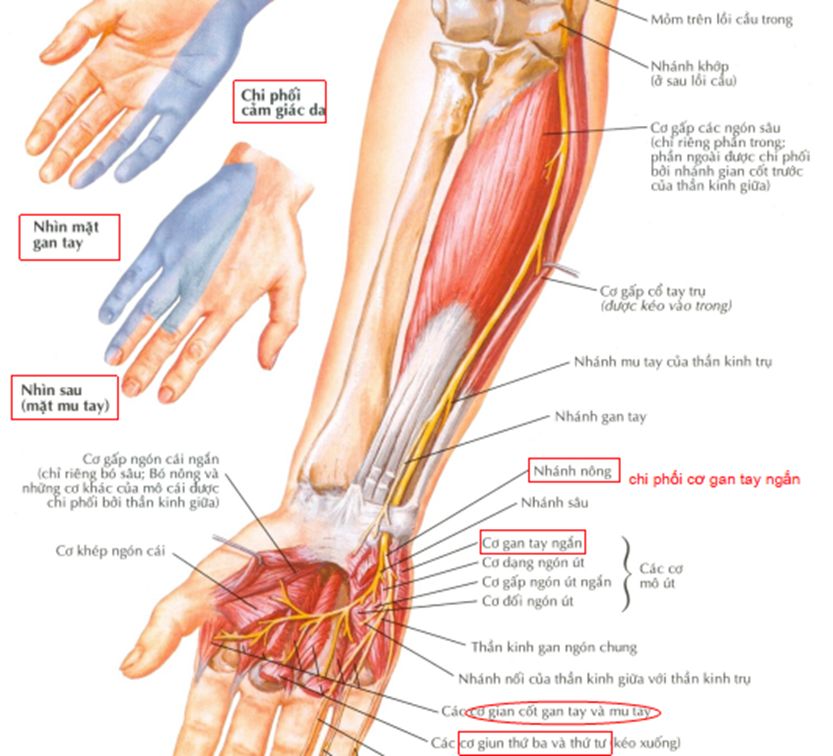 Mỏm trên lồi cầu trong
Nhánh khớp
(ở sau lồi cầu)
Chi phối
cảm giác da
Cơ gấp các ngón sâu
(chỉ riêng phần trong;
phần ngoài được chi phối
bởi nhánh gian cốt trước
của thần kinh giữa)
Nhìn mặt
gan tay
Cơ gấp cổ tay trụ
(được kéo vào trong)
Nhánh mu tay của thần kinh trụ
Nhìn sau
(mặt mu tay)
Nhánh gan tay
Cơ gấp ngón cái ngắn
(chỉ riêng bó sâu; Bó nông và
những cơ khác của mô cái được
chi phối bởi thần kinh giữa)
Nhánh nông
chi phối cơ gan tay ngắn
Nhánh sâu
Cơ khép ngón cái
Cơ gan tay ngắn
Cơ dạng ngón út
Cơ gấp ngón út ngắn
Cơ đối ngón út
Các cơ
mô út
Thần kinh gan ngón chung
Nhánh nối của thần kinh giữa với thần kinh trụ
Các cơ gian cốt gan tay và mu tay
Các cơ giun thứ ba và thứ tư (kéo xuống)